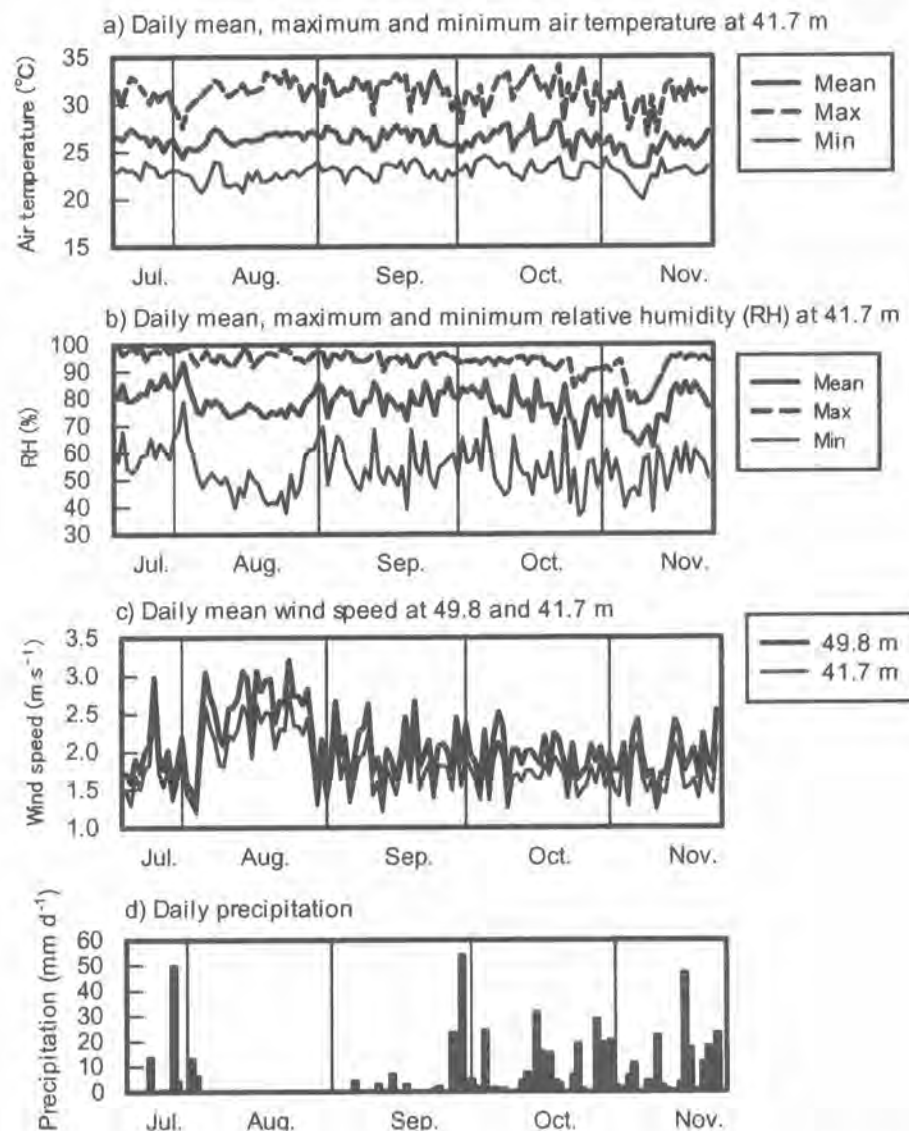 a) Daily mean, maximum and minimum air temperature at 41.7 m
Air temperature (°C)
35
30
25
20
15
Jul. Aug. Sep. Oct. Nov.
Mean
Max
Min
b) Daily mean, maximum and minimum relative humidity (RH) at 41.7 m
RH (%)
100
90
80
70
60
50
40
30
Jul. Aug. Sep. Oct. Nov.
Mean
Max
Min
c) Daily mean wind speed at 49.8 and 41.7 m
Wind speed (m s⁻¹)
3.5
3.0
2.5
2.0
1.5
1.0
Jul. Aug. Sep. Oct. Nov.
49.8 m
41.7 m
d) Daily precipitation
Precipitation (mm d⁻¹)
60
50
40
30
20
10
0
Jul. Aug. Sep. Oct. Nov.